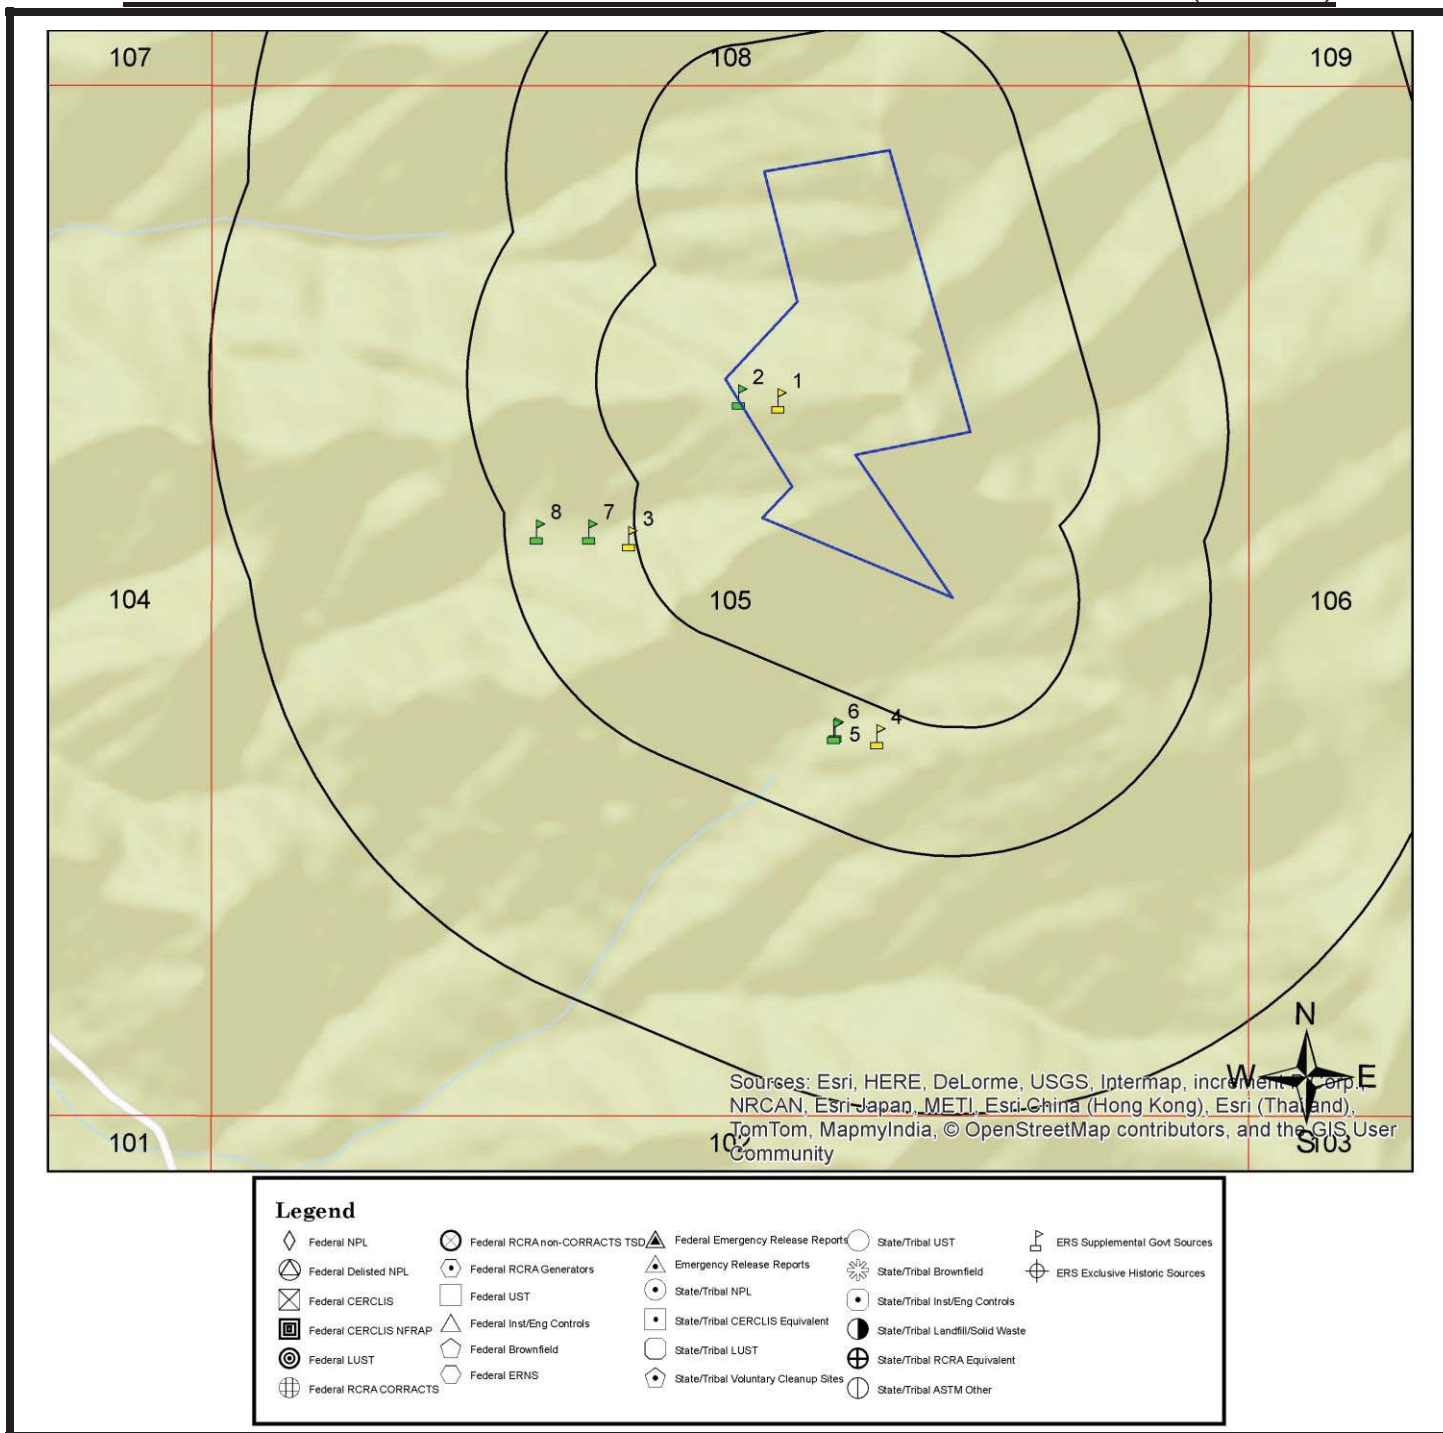 107 108 109
2 1
8 7 3
104 105 106
6 4
5
N
W E
S
Sources: Esri, HERE, DeLorme, USGS, Intermap, increment P Corp.,
NRCAN, Esri Japan, METI, Esri China (Hong Kong), Esri (Thailand),
TomTom, MapmyIndia, © OpenStreetMap contributors, and the GIS User
Community
101 102 103
Legend
Federal NPL
Federal Delisted NPL
Federal CERCLIS
Federal CERCLIS NFRAP
Federal LUST
Federal RCRA CORRACTS
Federal RCRA non-CORRACTS TSD
Federal RCRA Generators
Federal UST
Federal Inst/Eng Controls
Federal Brownfield
Federal ERNS
Federal Emergency Release Reports
Emergency Release Reports
State/Tribal NPL
State/Tribal CERCLIS Equivalent
State/Tribal LUST
State/Tribal Voluntary Cleanup Sites
State/Tribal UST
State/Tribal Brownfield
State/Tribal Inst/Eng Controls
State/Tribal Landfill/Solid Waste
State/Tribal RCRA Equivalent
State/Tribal ASTM Other
ERS Supplemental Govt Sources
ERS Exclusive Historic Sources